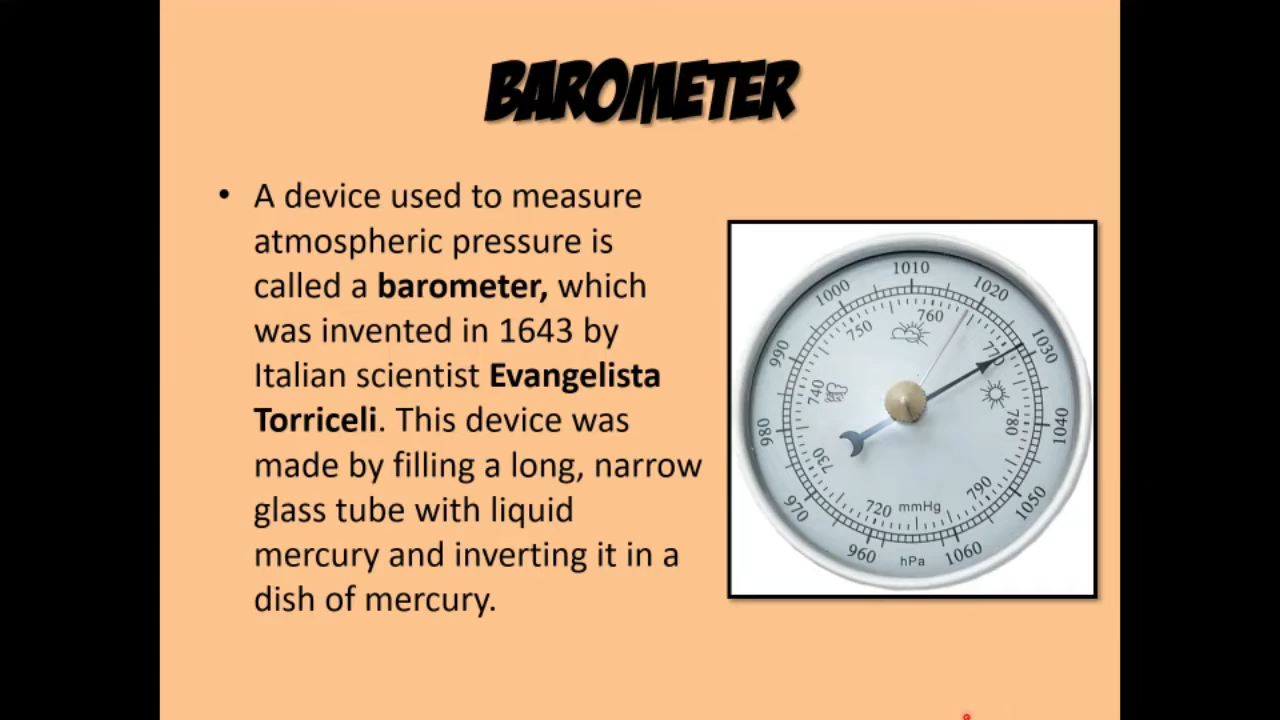 BAROMETER
• A device used to measure
atmospheric pressure is
called a barometer, which
was invented in 1643 by
Italian scientist Evangelista
Torriceli. This device was
made by filling a long, narrow
glass tube with liquid
mercury and inverting it in a
dish of mercury.
1010
1000
1020
990
1030
980
1040
970
1050
960
1060
760
750
770
740
780
730
790
720
mmHg
hPa